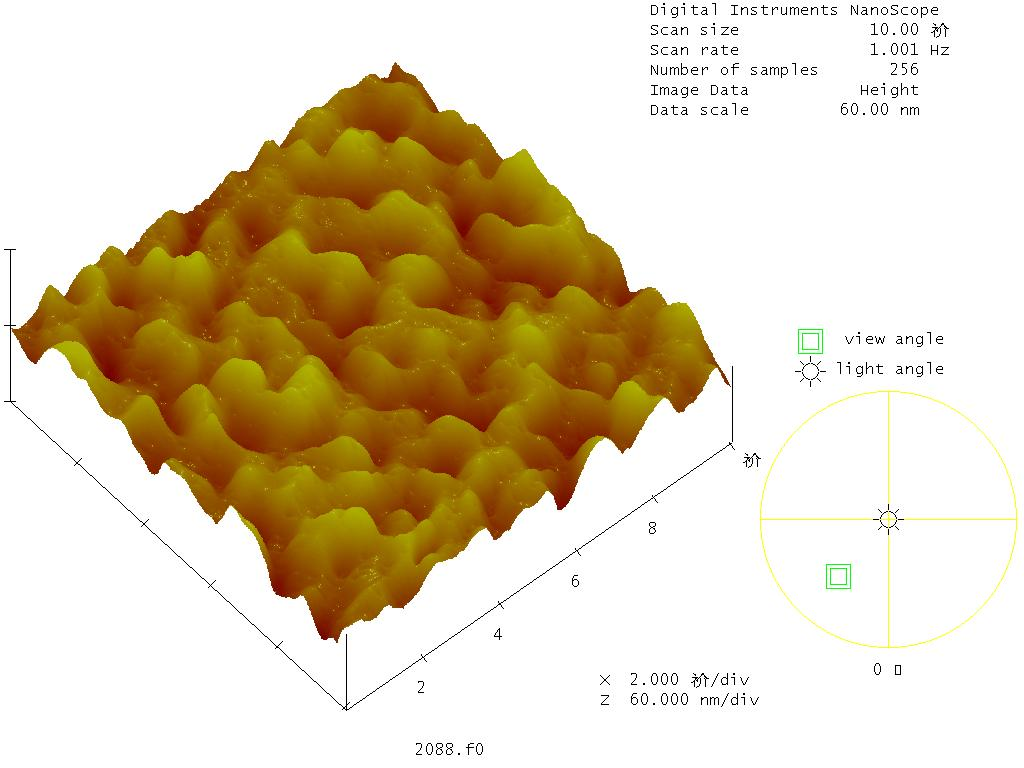 Digital Instruments NanoScope
Scan size 10.00 祄
Scan rate 1.001 Hz
Number of samples 256
Image Data Height
Data scale 60.00 nm
view angle
light angle
祄
8
6
4
2
0 □
X 2.000 祄/div
Z 60.000 nm/div
2088.f0